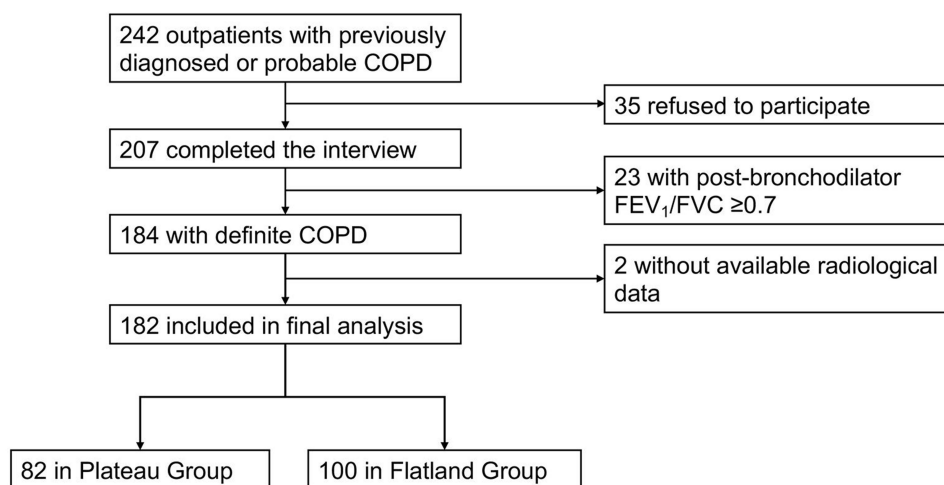 242 outpatients with previously
diagnosed or probable COPD
35 refused to participate
207 completed the interview
23 with post-bronchodilator
FEV₁/FVC ≥0.7
184 with definite COPD
2 without available radiological
data
182 included in final analysis
82 in Plateau Group
100 in Flatland Group